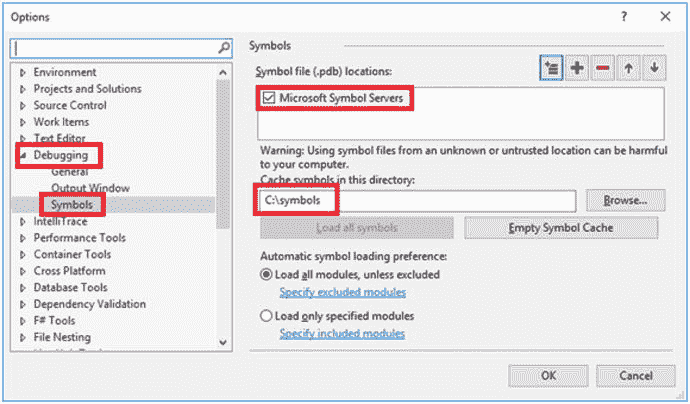 Options
Environment
Projects and Solutions
Source Control
Work Items
Text Editor
Debugging
General
Output Window
Symbols
IntelliTrace
Performance Tools
Container Tools
Cross Platform
Database Tools
Dependency Validation
F# Tools
File Nesting
Symbols
Symbol file (.pdb) locations:
Microsoft Symbol Servers
Warning: Using symbol files from an unknown or untrusted location can be harmful
to your computer.
Cache symbols in this directory:
C:\symbols
Browse...
Load all symbols
Empty Symbol Cache
Automatic symbol loading preference:
Load all modules, unless excluded
Specify excluded modules
Load only specified modules
Specify included modules
OK
Cancel